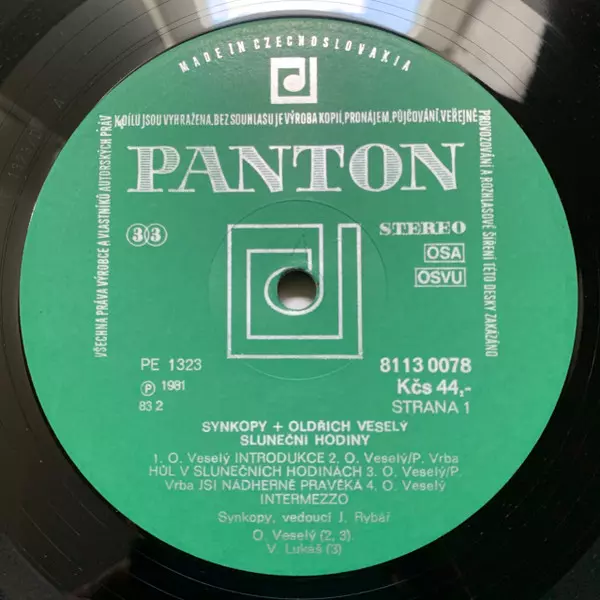 MADE IN CZECHOSLOVAKIA
VŠECHNA PRÁVA VÝROBCE A VLASTNÍKŮ AUTORSKÝCH PRÁV
K DÍLU JSOU VYHRAŽENA. BEZ SOUHLASU JE VÝROBA KOPIÍ, PRONÁJEM, PŮJČOVÁNÍ, VEŘEJNÉ
PROVOZOVÁNÍ A ROZHLASOVÉ ŠÍŘENÍ TÉTO DESKY ZAKÁZÁNO
PANTON
33
STEREO
OSA
OSVU
PE 1323
8113 0078
Ⓟ 1981
Kčs 44,-
83 2
STRANA 1
SYNKOPY + OLDŘICH VESELÝ
SLUNEČNÍ HODINY
1. O. Veselý INTRODUKCE 2. O. Veselý/P. Vrba
HŮL V SLUNEČNÍCH HODINÁCH 3. O. Veselý/P.
Vrba JSI NÁDHERNĚ PRAVĚKÁ 4. O. Veselý
INTERMEZZO
Synkopy, vedoucí J. Rybář
O. Veselý (2, 3)
V. Lukáš (3)